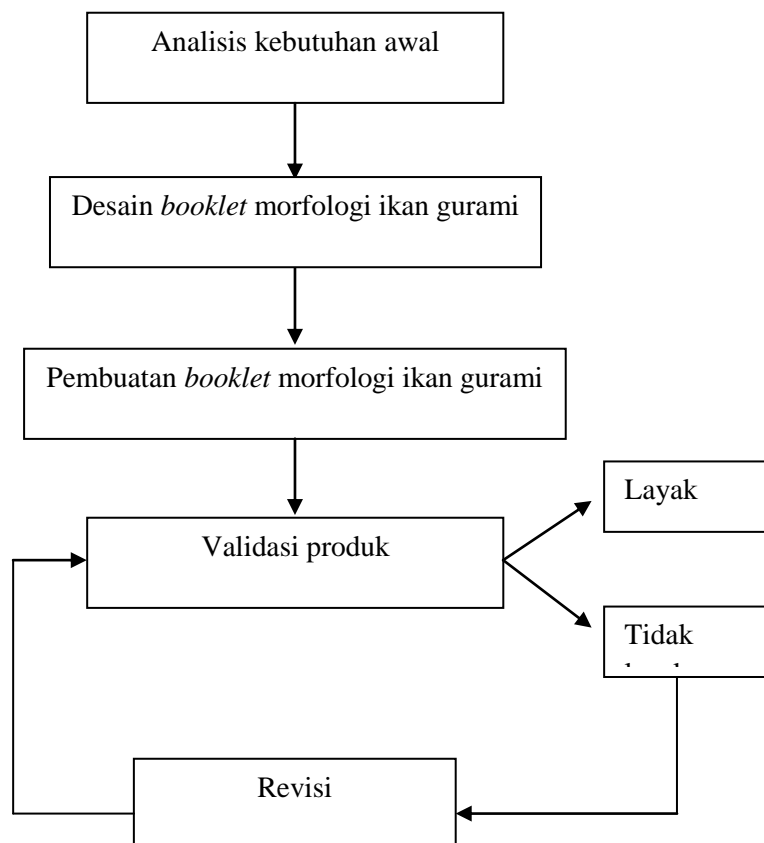 Analisis kebutuhan awal
Desain booklet morfologi ikan gurami
Pembuatan booklet morfologi ikan gurami
Layak
Validasi produk
Tidak
Revisi